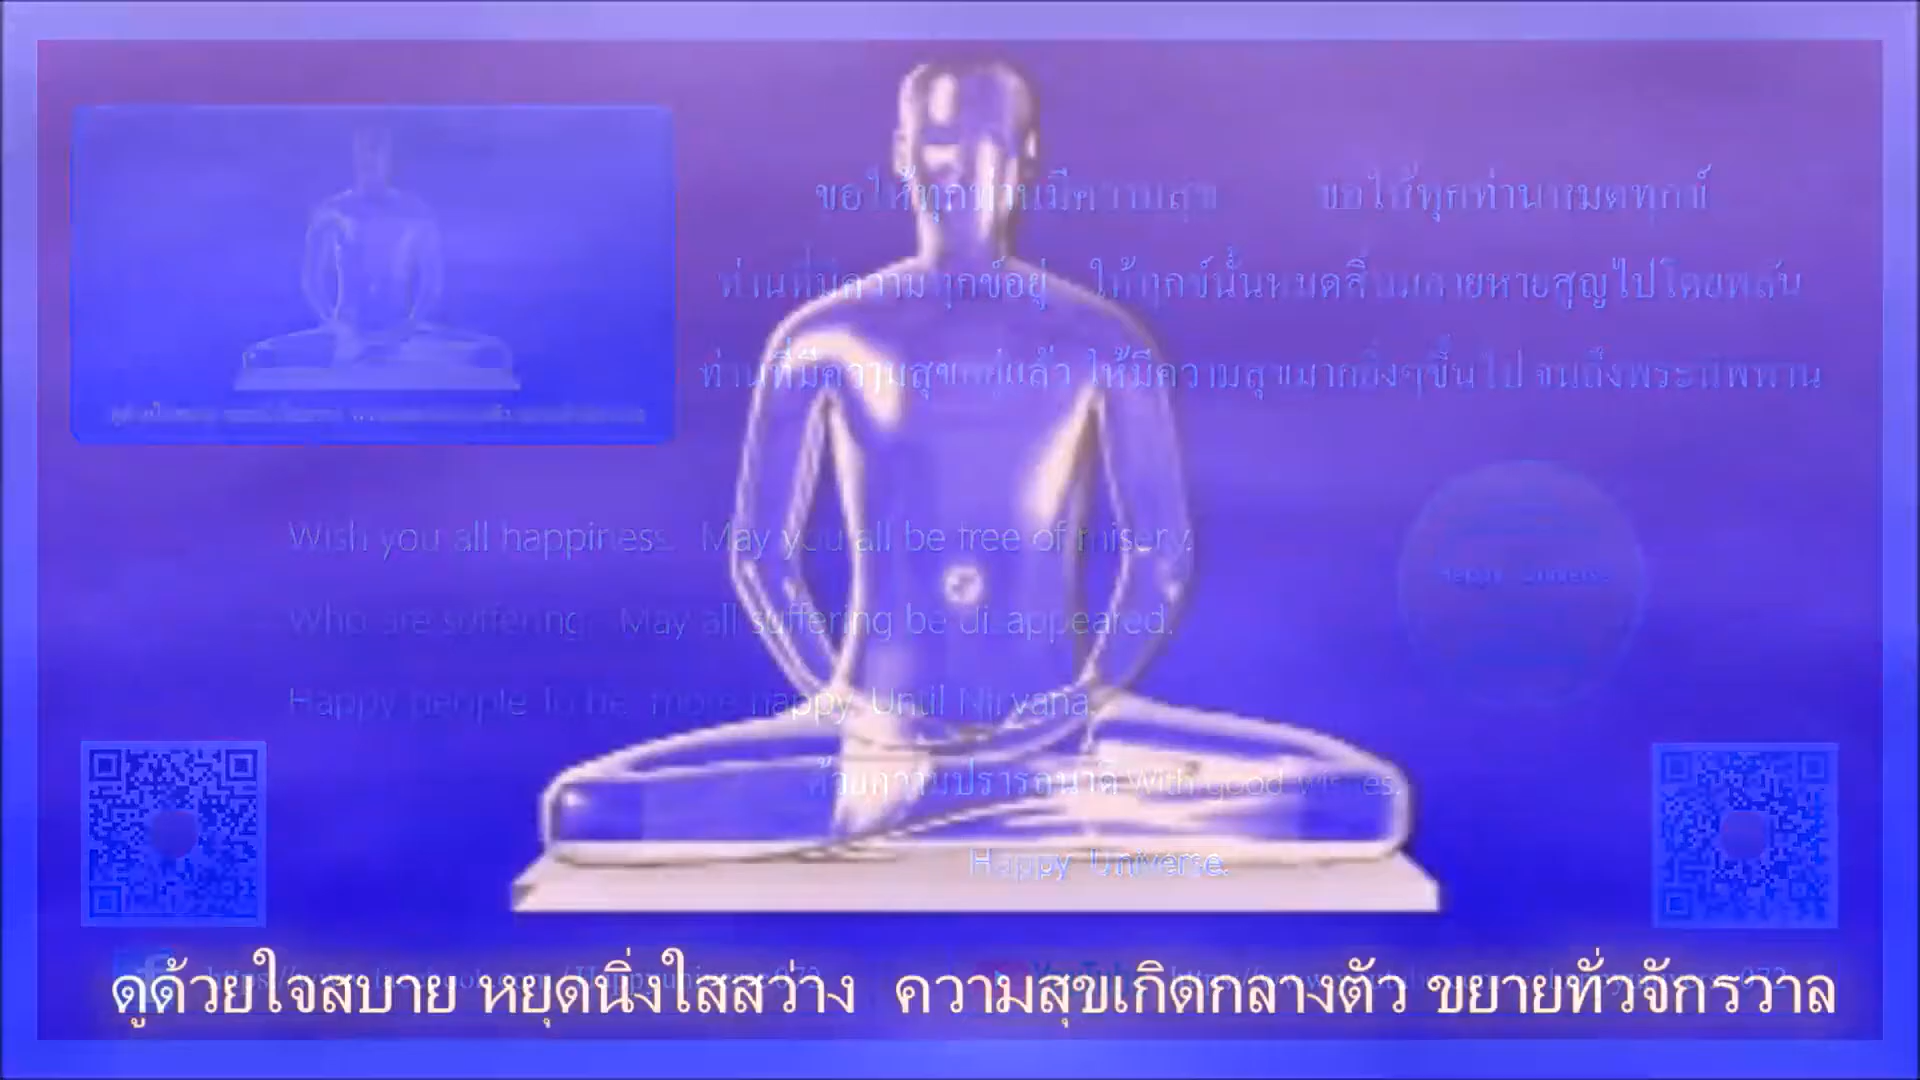 ขอให้ทุกท่านมีความสุข ขอให้ทุกท่านหมดทุกข์
ท่านที่มีความทุกข์อยู่ ให้ทุกข์นั้นหมดสิ้นมลายหายสูญไปโดยพลัน
ท่านที่มีความสุขอยู่แล้ว ให้มีความสุขมากยิ่งๆขึ้นไป จนถึงพระนิพพาน
Wish you all happiness. May you all be free of misery.
Happy Universe
Who are suffering. May all suffering be disappeared.
Happy people To be more happy Until Nirvana.
ด้วยความปรารถนาดี With good wishes.
Happy Universe.
ดูด้วยใจสบาย หยุดนิ่งใสสว่าง ความสุขเกิดกลางตัว ขยายทั่วจักรวาล